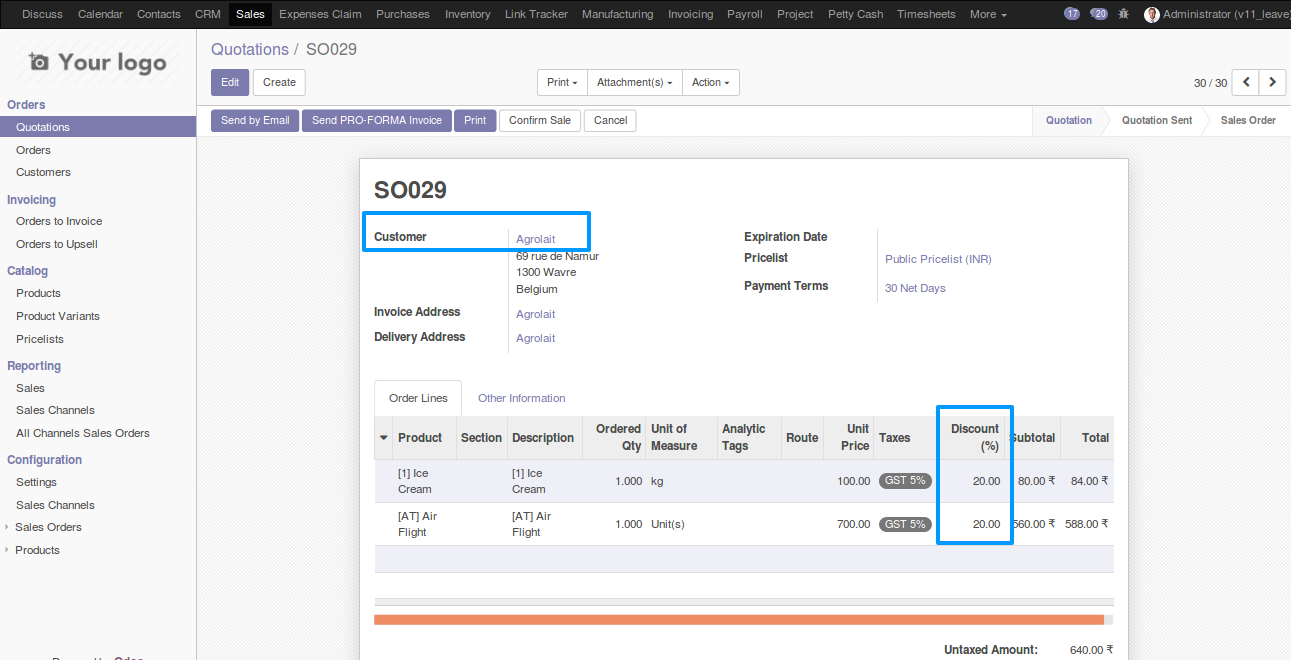 Discuss Calendar Contacts CRM Sales Expenses Claim Purchases Inventory Link Tracker Manufacturing Invoicing Payroll Project Petty Cash Timesheets More 17 20 Administrator (v11_leave)
Your logo
Quotations / SO029
Edit Create Print Attachment(s) Action 30 / 30
Send by Email Send PRO-FORMA Invoice Print Confirm Sale Cancel Quotation Quotation Sent Sales Order
Orders
Quotations
Orders
Customers
Invoicing
Orders to Invoice
Orders to Upsell
Catalog
Products
Product Variants
Pricelists
Reporting
Sales
Sales Channels
All Channels Sales Orders
Configuration
Settings
Sales Channels
Sales Orders
Products
SO029
Customer Agrolait
69 rue de Namur
1300 Wavre
Belgium
Invoice Address Agrolait
Delivery Address Agrolait
Expiration Date
Pricelist Public Pricelist (INR)
Payment Terms 30 Net Days
Order Lines Other Information
Product Section Description Ordered Qty Unit of Measure Analytic Tags Route Unit Price Taxes Discount (%) Subtotal Total
[1] Ice Cream [1] Ice Cream 1.000 kg 100.00 GST 5% 20.00 80.00 ₹ 84.00 ₹
[AT] Air Flight [AT] Air Flight 1.000 Unit(s) 700.00 GST 5% 20.00 560.00 ₹ 588.00 ₹
Untaxed Amount: 640.00 ₹